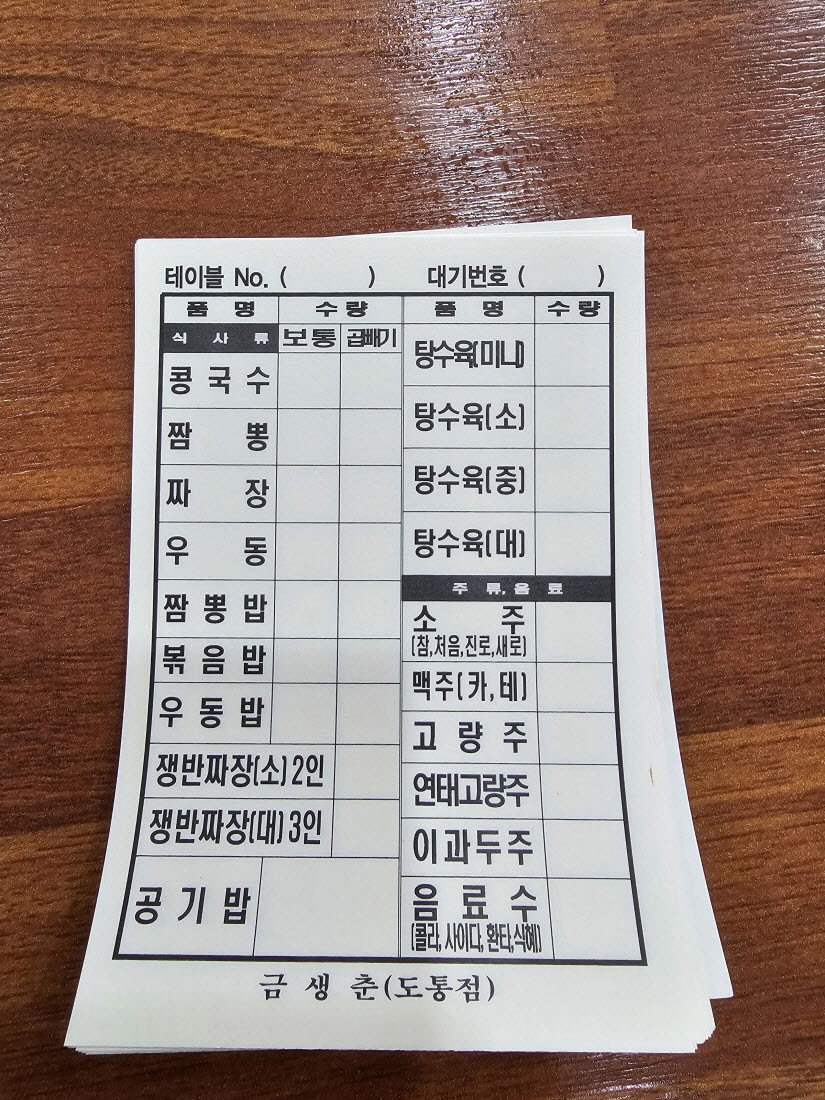 테이블 No. ( ) 대기번호 ( )
품 명 수 량 품 명 수 량
식 사 류 보통 곱빼기
콩국수
짬 뽕
짜 장
우 동
짬뽕밥
볶음밥
우동밥
쟁반짜장(소)2인
쟁반짜장(대)3인
공기밥
탕수육(미니)
탕수육(소)
탕수육(중)
탕수육(대)
주 류,음 료
소 주
(참,처음,진로,새로)
맥주(카,테)
고량주
연태고량주
이과두주
음료수
(콜라, 사이다, 환타,식혜)
금생춘(도통점)